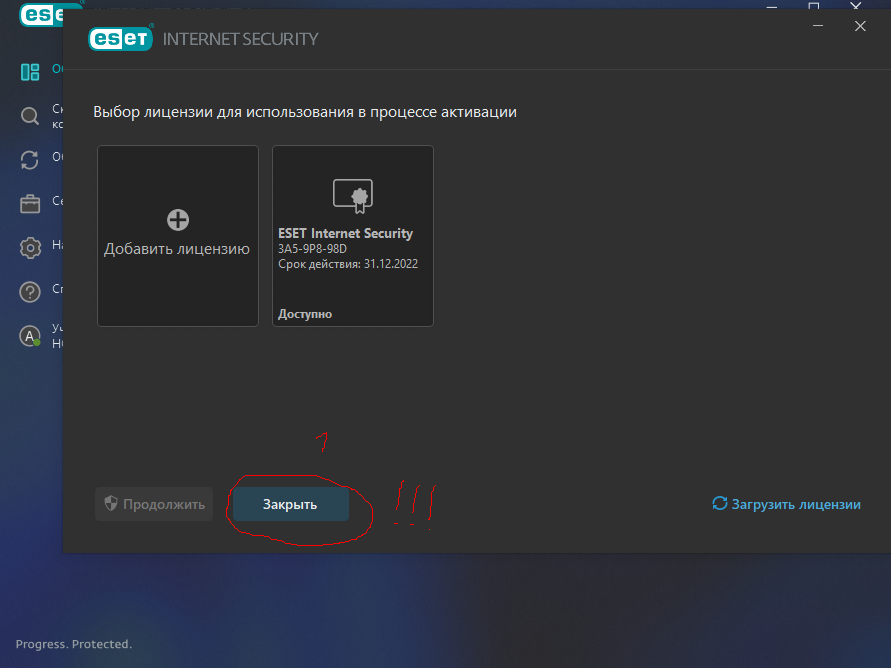 eset
INTERNET SECURITY
Выбор лицензии для использования в процессе активации
Добавить лицензию
ESET Internet Security
3A5-9P8-98D
Срок действия: 31.12.2022
Доступно
A
1
Продолжить
Закрыть
!!!
Загрузить лицензии
Progress. Protected.